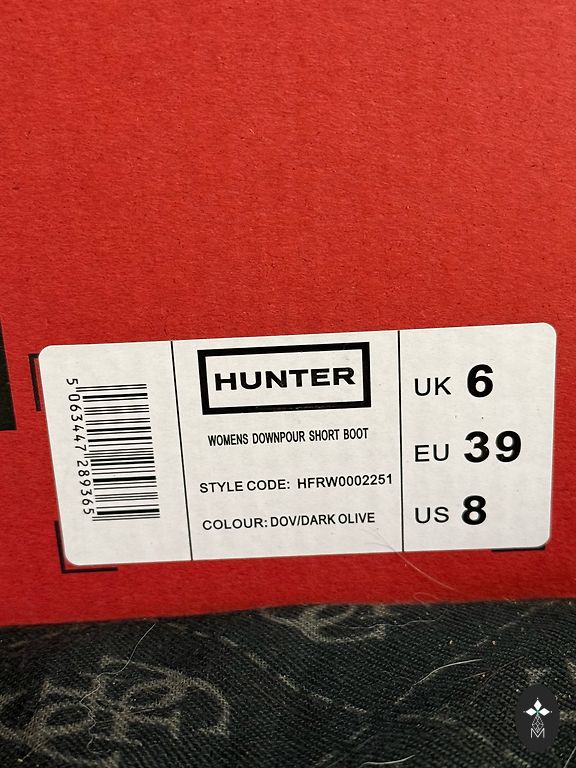 5 063447 289365
HUNTER
WOMENS DOWNPOUR SHORT BOOT
STYLE CODE: HFRW0002251
COLOUR: DOV/DARK OLIVE
UK 6
EU 39
US 8
M